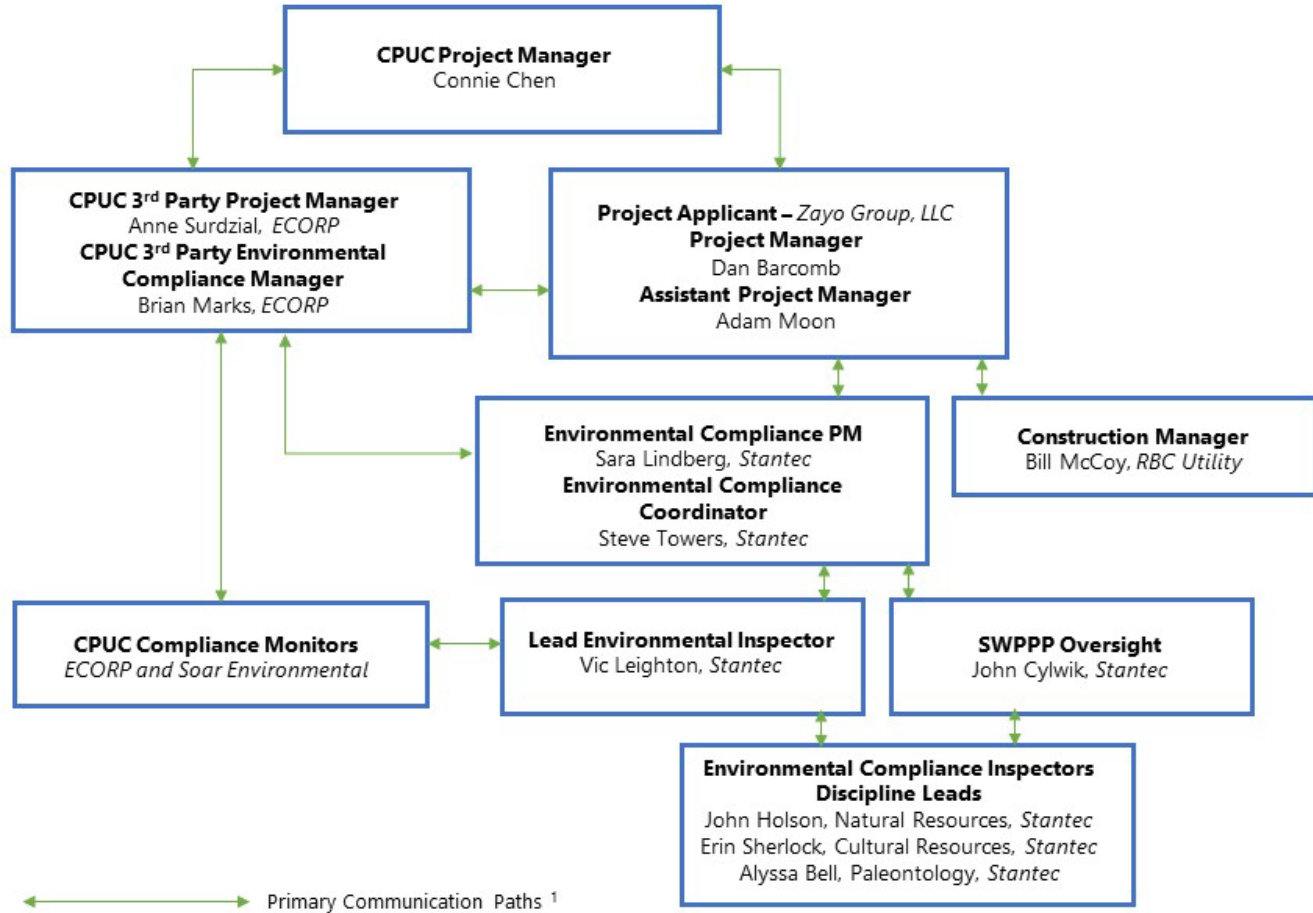 CPUC Project Manager
Connie Chen
CPUC 3rd Party Project Manager
Anne Surdzial, ECORP
CPUC 3rd Party Environmental
Compliance Manager
Brian Marks, ECORP
Project Applicant – Zayo Group, LLC
Project Manager
Dan Barcomb
Assistant Project Manager
Adam Moon
Environmental Compliance PM
Sara Lindberg, Stantec
Environmental Compliance
Coordinator
Steve Towers, Stantec
Construction Manager
Bill McCoy, RBC Utility
CPUC Compliance Monitors
ECORP and Soar Environmental
Lead Environmental Inspector
Vic Leighton, Stantec
SWPPP Oversight
John Cylwik, Stantec
Environmental Compliance Inspectors
Discipline Leads
John Holson, Natural Resources, Stantec
Erin Sherlock, Cultural Resources, Stantec
Alyssa Bell, Paleontology, Stantec
Primary Communication Paths 1